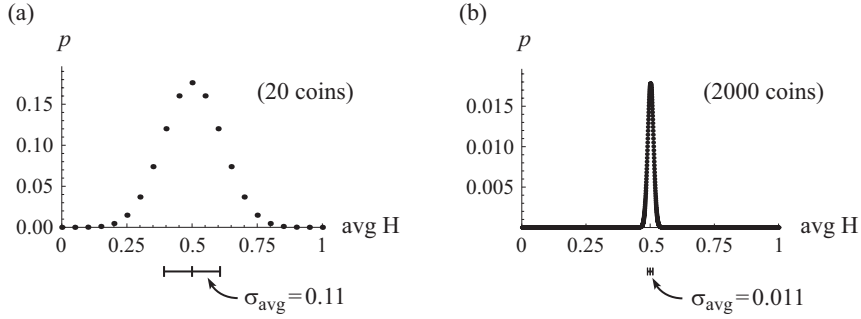 (a)
p
(20 coins)
0.15
0.10
0.05
0.00
0 0.25 0.5 0.75 1 avg H
σavg = 0.11
(b)
p
(2000 coins)
0.015
0.010
0.005
0 0.25 0.5 0.75 1 avg H
σavg = 0.011